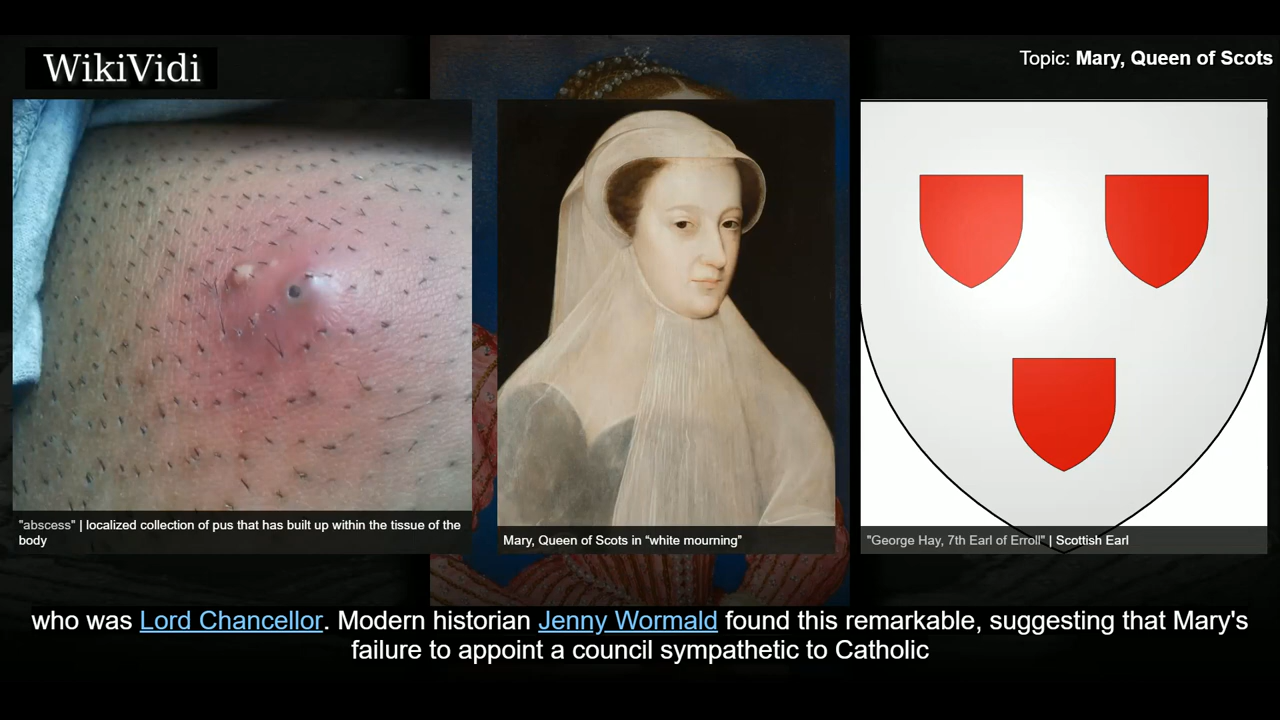 WikiVidi
Topic: Mary, Queen of Scots
"abscess" | localized collection of pus that has built up within the tissue of the
body
Mary, Queen of Scots in “white mourning”
"George Hay, 7th Earl of Erroll" | Scottish Earl
who was Lord Chancellor. Modern historian Jenny Wormald found this remarkable, suggesting that Mary's
failure to appoint a council sympathetic to Catholic